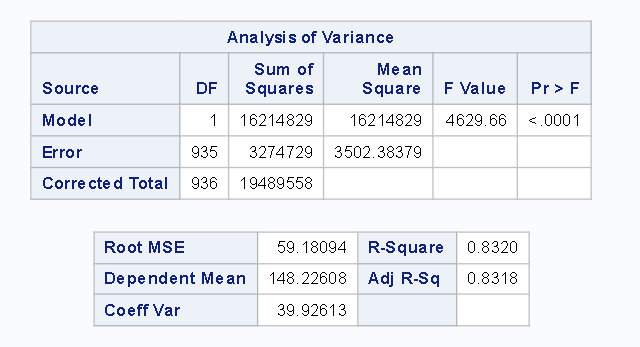 Analysis of Variance
Source DF Sum of Squares Mean Square F Value Pr > F
Model 1 16214829 16214829 4629.66 <.0001
Error 935 3274729 3502.38379
Corrected Total 936 19489558
Root MSE 59.18094 R-Square 0.8320
Dependent Mean 148.22608 Adj R-Sq 0.8318
Coeff Var 39.92613